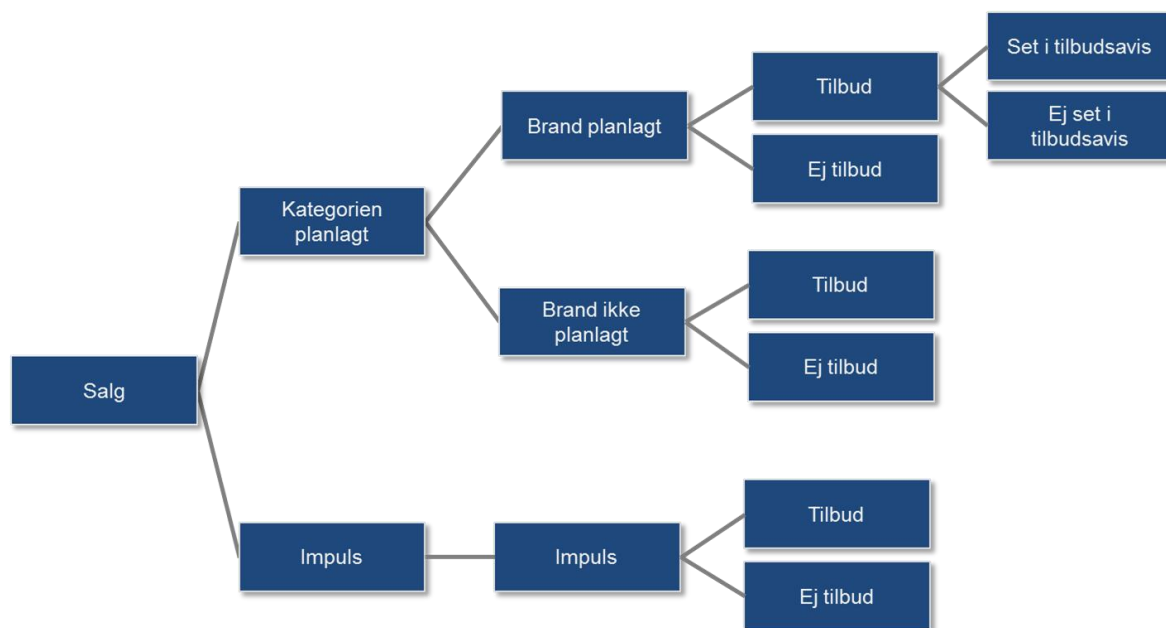 Set i tilbudsavis
Tilbud
Ej set i
tilbudsavis
Brand planlagt
Ej tilbud
Kategorien
planlagt
Tilbud
Brand ikke
planlagt
Ej tilbud
Salg
Tilbud
Impuls
Impuls
Ej tilbud